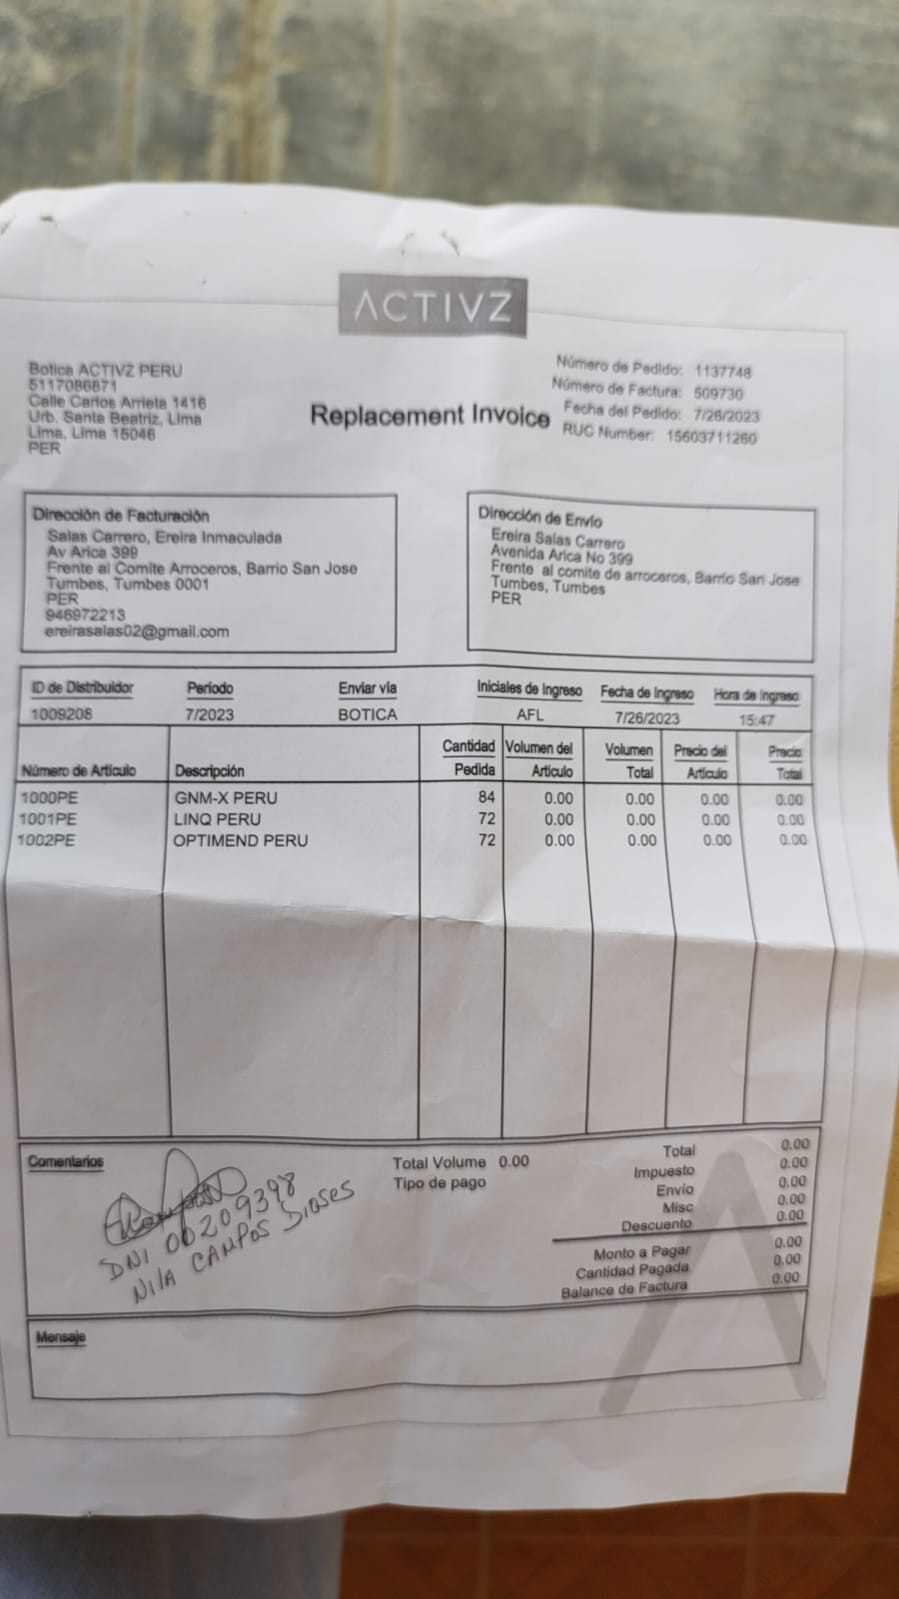 ACTIVZ
Botica ACTIVZ PERU
5117086871
Calle Carlos Arrieta 1416
Urb. Santa Beatriz, Lima
Lima, Lima 15046
PER
Replacement Invoice
Número de Pedido: 1137748
Número de Factura: 509730
Fecha del Pedido: 7/26/2023
RUC Number: 15603711260
Dirección de Facturación
Salas Carrero, Ereira Inmaculada
Av Arica 399
Frente al Comite Arroceros, Barrio San Jose
Tumbes, Tumbes 0001
PER
946972213
ereirasalas02@gmail.com
Dirección de Envío
Ereira Salas Carrero
Avenida Arica No 399
Frente al comite de arroceros, Barrio San Jose
Tumbes, Tumbes
PER
ID de Distribuidor Período Enviar vía Iniciales de Ingreso Fecha de Ingreso Hora de Ingreso
1009208 7/2023 BOTICA AFL 7/26/2023 15:47
Cantidad Volumen del Volumen Precio del Precio
Número de Artículo Descripción Pedida Artículo Total Artículo Total
1000PE GNM-X PERU 84 0.00 0.00 0.00 0.00
1001PE LINQ PERU 72 0.00 0.00 0.00 0.00
1002PE OPTIMEND PERU 72 0.00 0.00 0.00 0.00
Comentarios
DNI 00209398
NilA CAMPOS DIOSES
Total Volume 0.00
Tipo de pago
Total 0.00
Impuesto 0.00
Envío 0.00
Misc 0.00
Descuento 0.00
Monto a Pagar 0.00
Cantidad Pagada 0.00
Balance de Factura 0.00
Mensaje